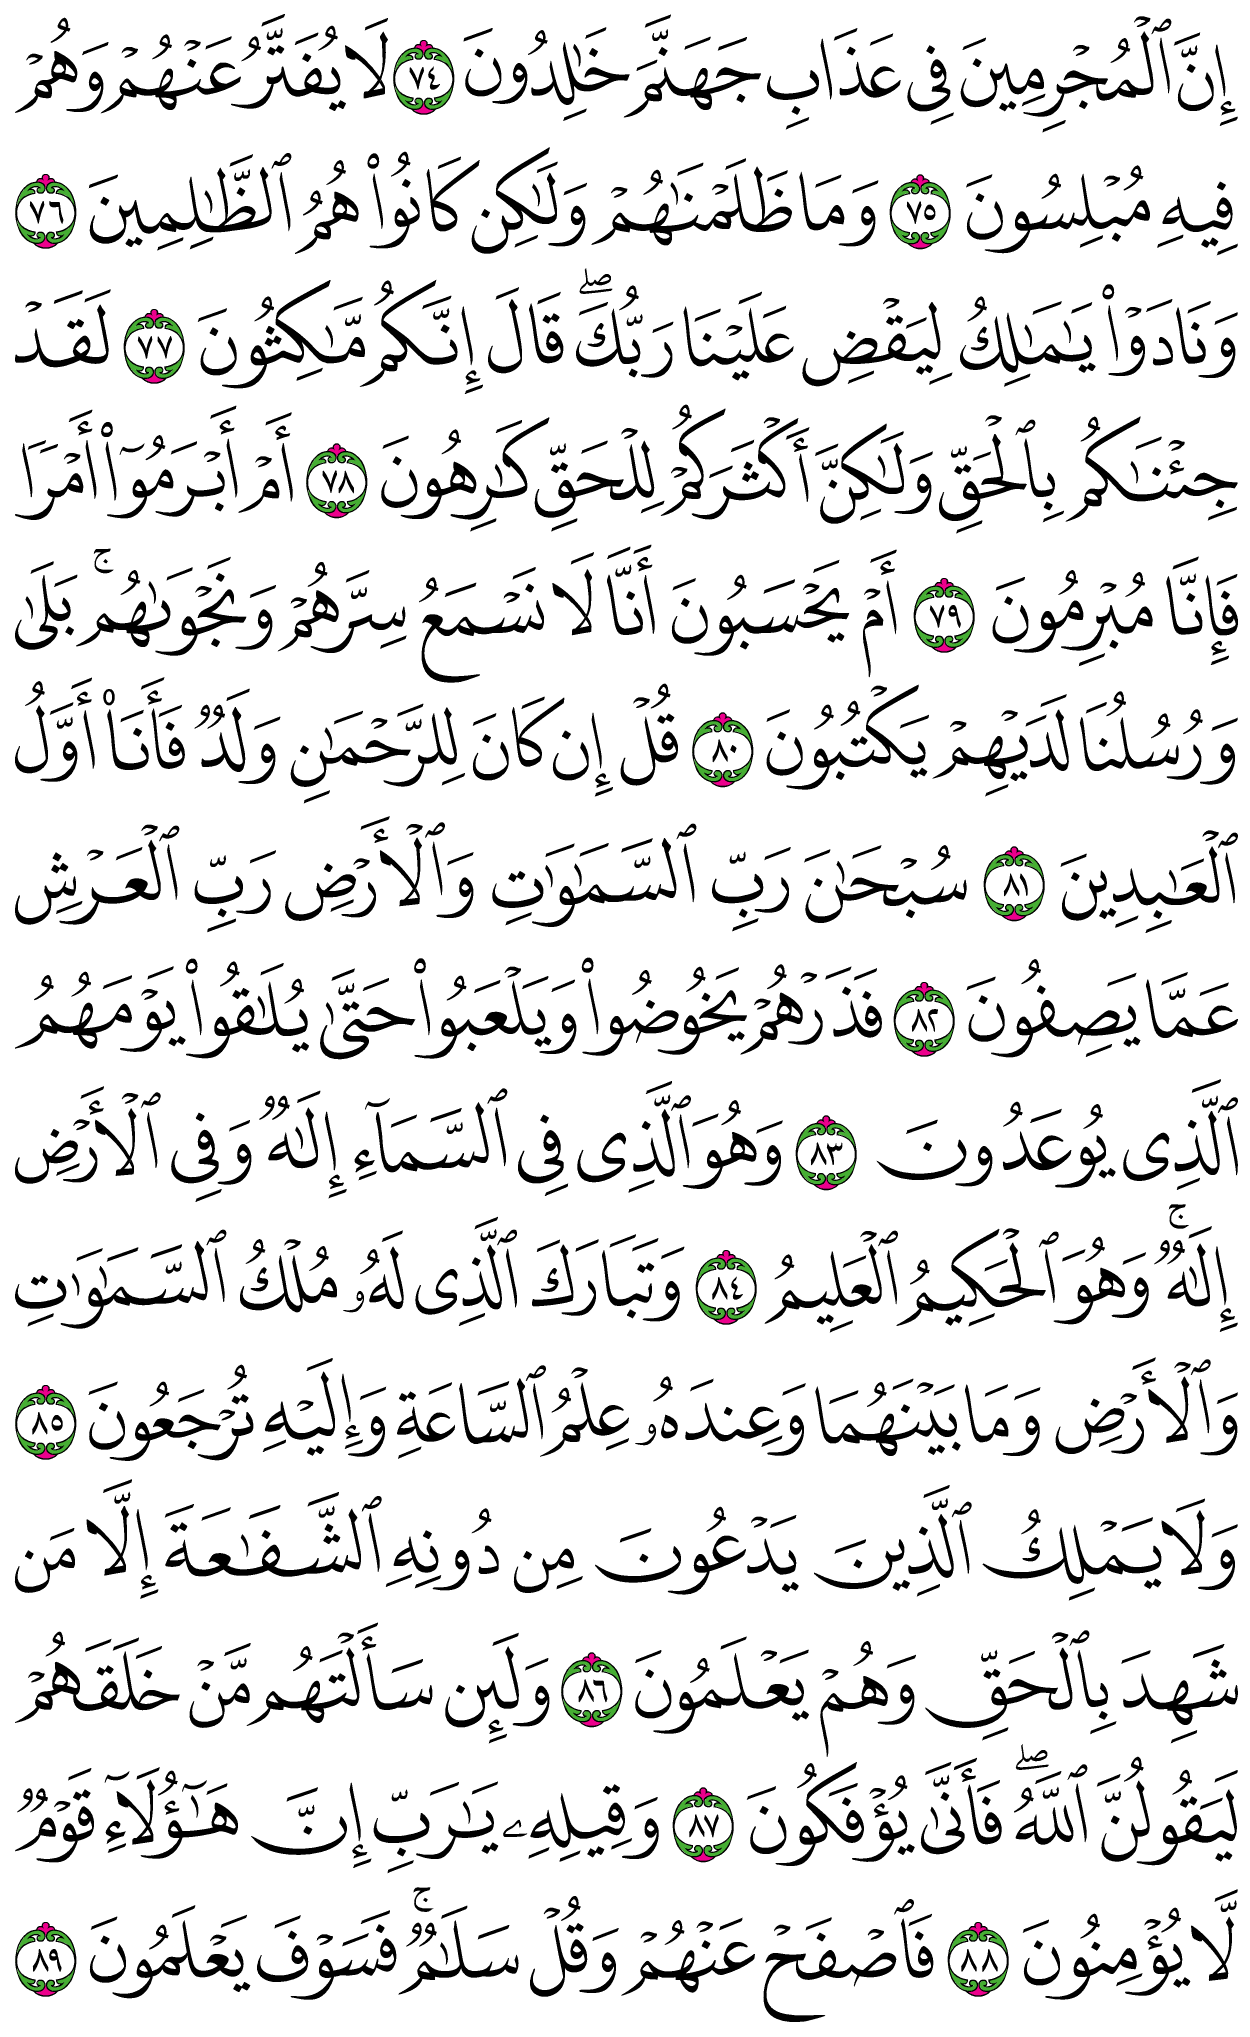 إِنَّ ٱلْمُجْرِمِينَ فِى عَذَابِ جَهَنَّمَ خَـٰلِدُونَ ٧٤ لَا يُفَتَّرُ عَنْهُمْ وَهُمْ
فِيهِ مُبْلِسُونَ ٧٥ وَمَا ظَلَمْنَـٰهُمْ وَلَـٰكِن كَانُوا۟ هُمُ ٱلظَّـٰلِمِينَ ٧٦
وَنَادَوْا۟ يَـٰمَـٰلِكُ لِيَقْضِ عَلَيْنَا رَبُّكَ ۖ قَالَ إِنَّكُم مَّـٰكِثُونَ ٧٧ لَقَدْ
جِئْنَـٰكُم بِٱلْحَقِّ وَلَـٰكِنَّ أَكْثَرَكُمْ لِلْحَقِّ كَـٰرِهُونَ ٧٨ أَمْ أَبْرَمُوٓا۟ أَمْرًا
فَإِنَّا مُبْرِمُونَ ٧٩ أَمْ يَحْسَبُونَ أَنَّا لَا نَسْمَعُ سِرَّهُمْ وَنَجْوَىٰهُم ۚ بَلَىٰ
وَرُسُلُنَا لَدَيْهِمْ يَكْتُبُونَ ٨٠ قُلْ إِن كَانَ لِلرَّحْمَـٰنِ وَلَدٌ فَأَنَا۠ أَوَّلُ
ٱلْعَـٰبِدِينَ ٨١ سُبْحَـٰنَ رَبِّ ٱلسَّمَـٰوَٰتِ وَٱلْأَرْضِ رَبِّ ٱلْعَرْشِ
عَمَّا يَصِفُونَ ٨٢ فَذَرْهُمْ يَخُوضُوا۟ وَيَلْعَبُوا۟ حَتَّىٰ يُلَـٰقُوا۟ يَوْمَهُمُ
ٱلَّذِى يُوعَدُونَ ٨٣ وَهُوَ ٱلَّذِى فِى ٱلسَّمَآءِ إِلَـٰهٌ وَفِى ٱلْأَرْضِ
إِلَـٰهٌ ۚ وَهُوَ ٱلْحَكِيمُ ٱلْعَلِيمُ ٨٤ وَتَبَارَكَ ٱلَّذِى لَهُۥ مُلْكُ ٱلسَّمَـٰوَٰتِ
وَٱلْأَرْضِ وَمَا بَيْنَهُمَا وَعِندَهُۥ عِلْمُ ٱلسَّاعَةِ وَإِلَيْهِ تُرْجَعُونَ ٨٥
وَلَا يَمْلِكُ ٱلَّذِينَ يَدْعُونَ مِن دُونِهِ ٱلشَّفَـٰعَةَ إِلَّا مَن
شَهِدَ بِٱلْحَقِّ وَهُمْ يَعْلَمُونَ ٨٦ وَلَئِن سَأَلْتَهُم مَّنْ خَلَقَهُمْ
لَيَقُولُنَّ ٱللَّهُ ۖ فَأَنَّىٰ يُؤْفَكُونَ ٨٧ وَقِيلِهِۦ يَـٰرَبِّ إِنَّ هَـٰٓؤُلَآءِ قَوْمٌ
لَّا يُؤْمِنُونَ ٨٨ فَٱصْفَحْ عَنْهُمْ وَقُلْ سَلَـٰمٌ ۚ فَسَوْفَ يَعْلَمُونَ ٨٩